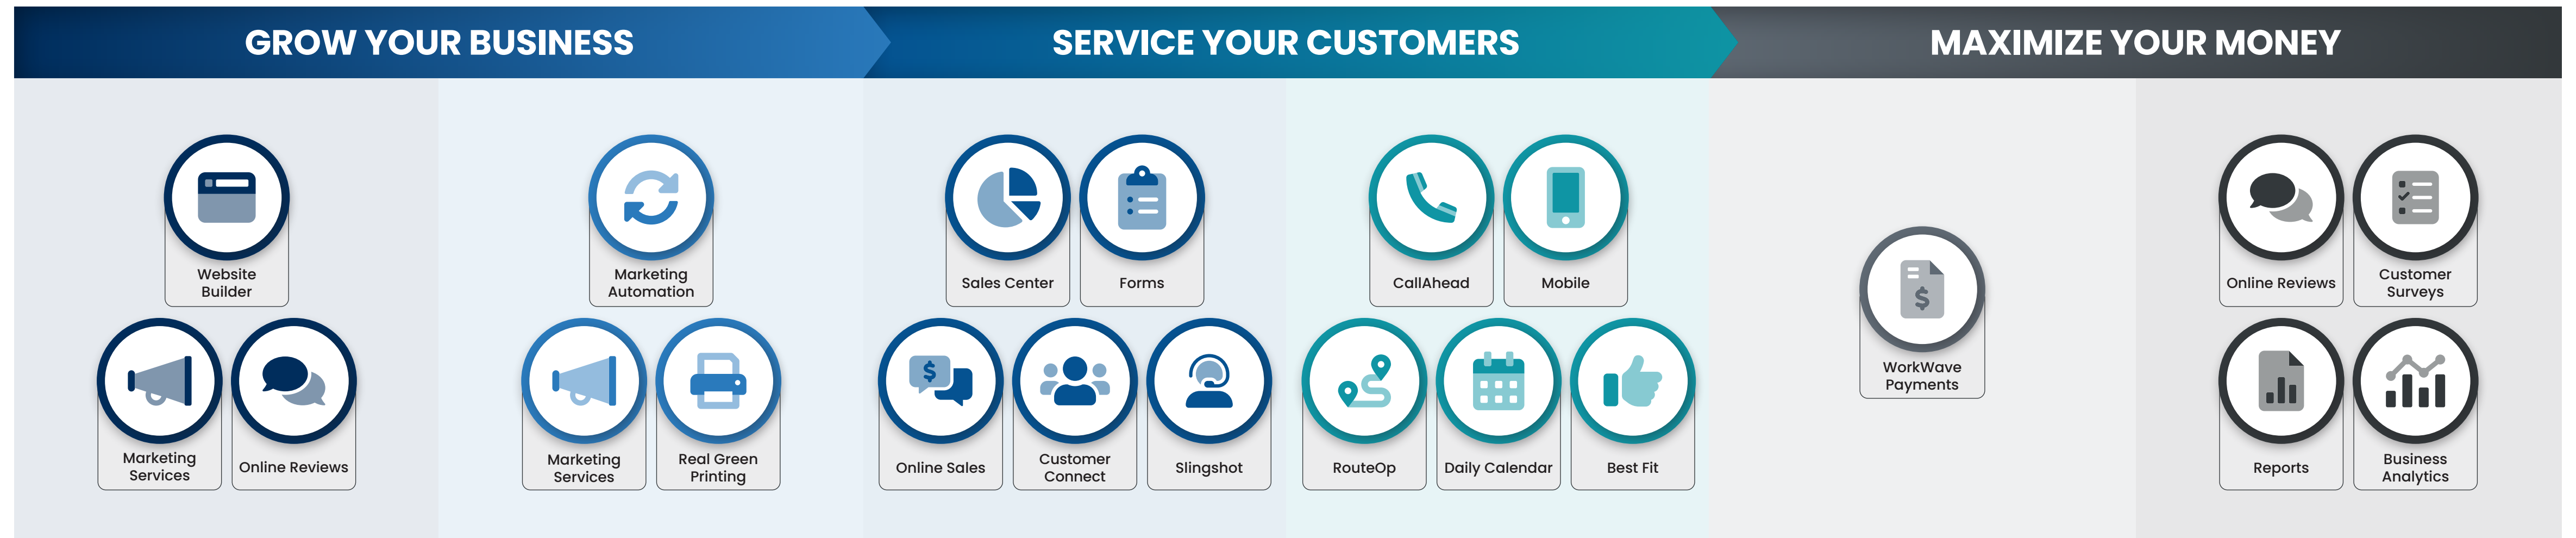 GROW YOUR BUSINESS
SERVICE YOUR CUSTOMERS
MAXIMIZE YOUR MONEY
Website
Builder
Marketing
Services
Online Reviews
Marketing
Automation
Marketing
Services
Real Green
Printing
Sales Center
Forms
Online Sales
Customer
Connect
Slingshot
CallAhead
Mobile
RouteOp
Daily Calendar
Best Fit
$
WorkWave
Payments
Online Reviews
Customer
Surveys
Reports
Business
Analytics